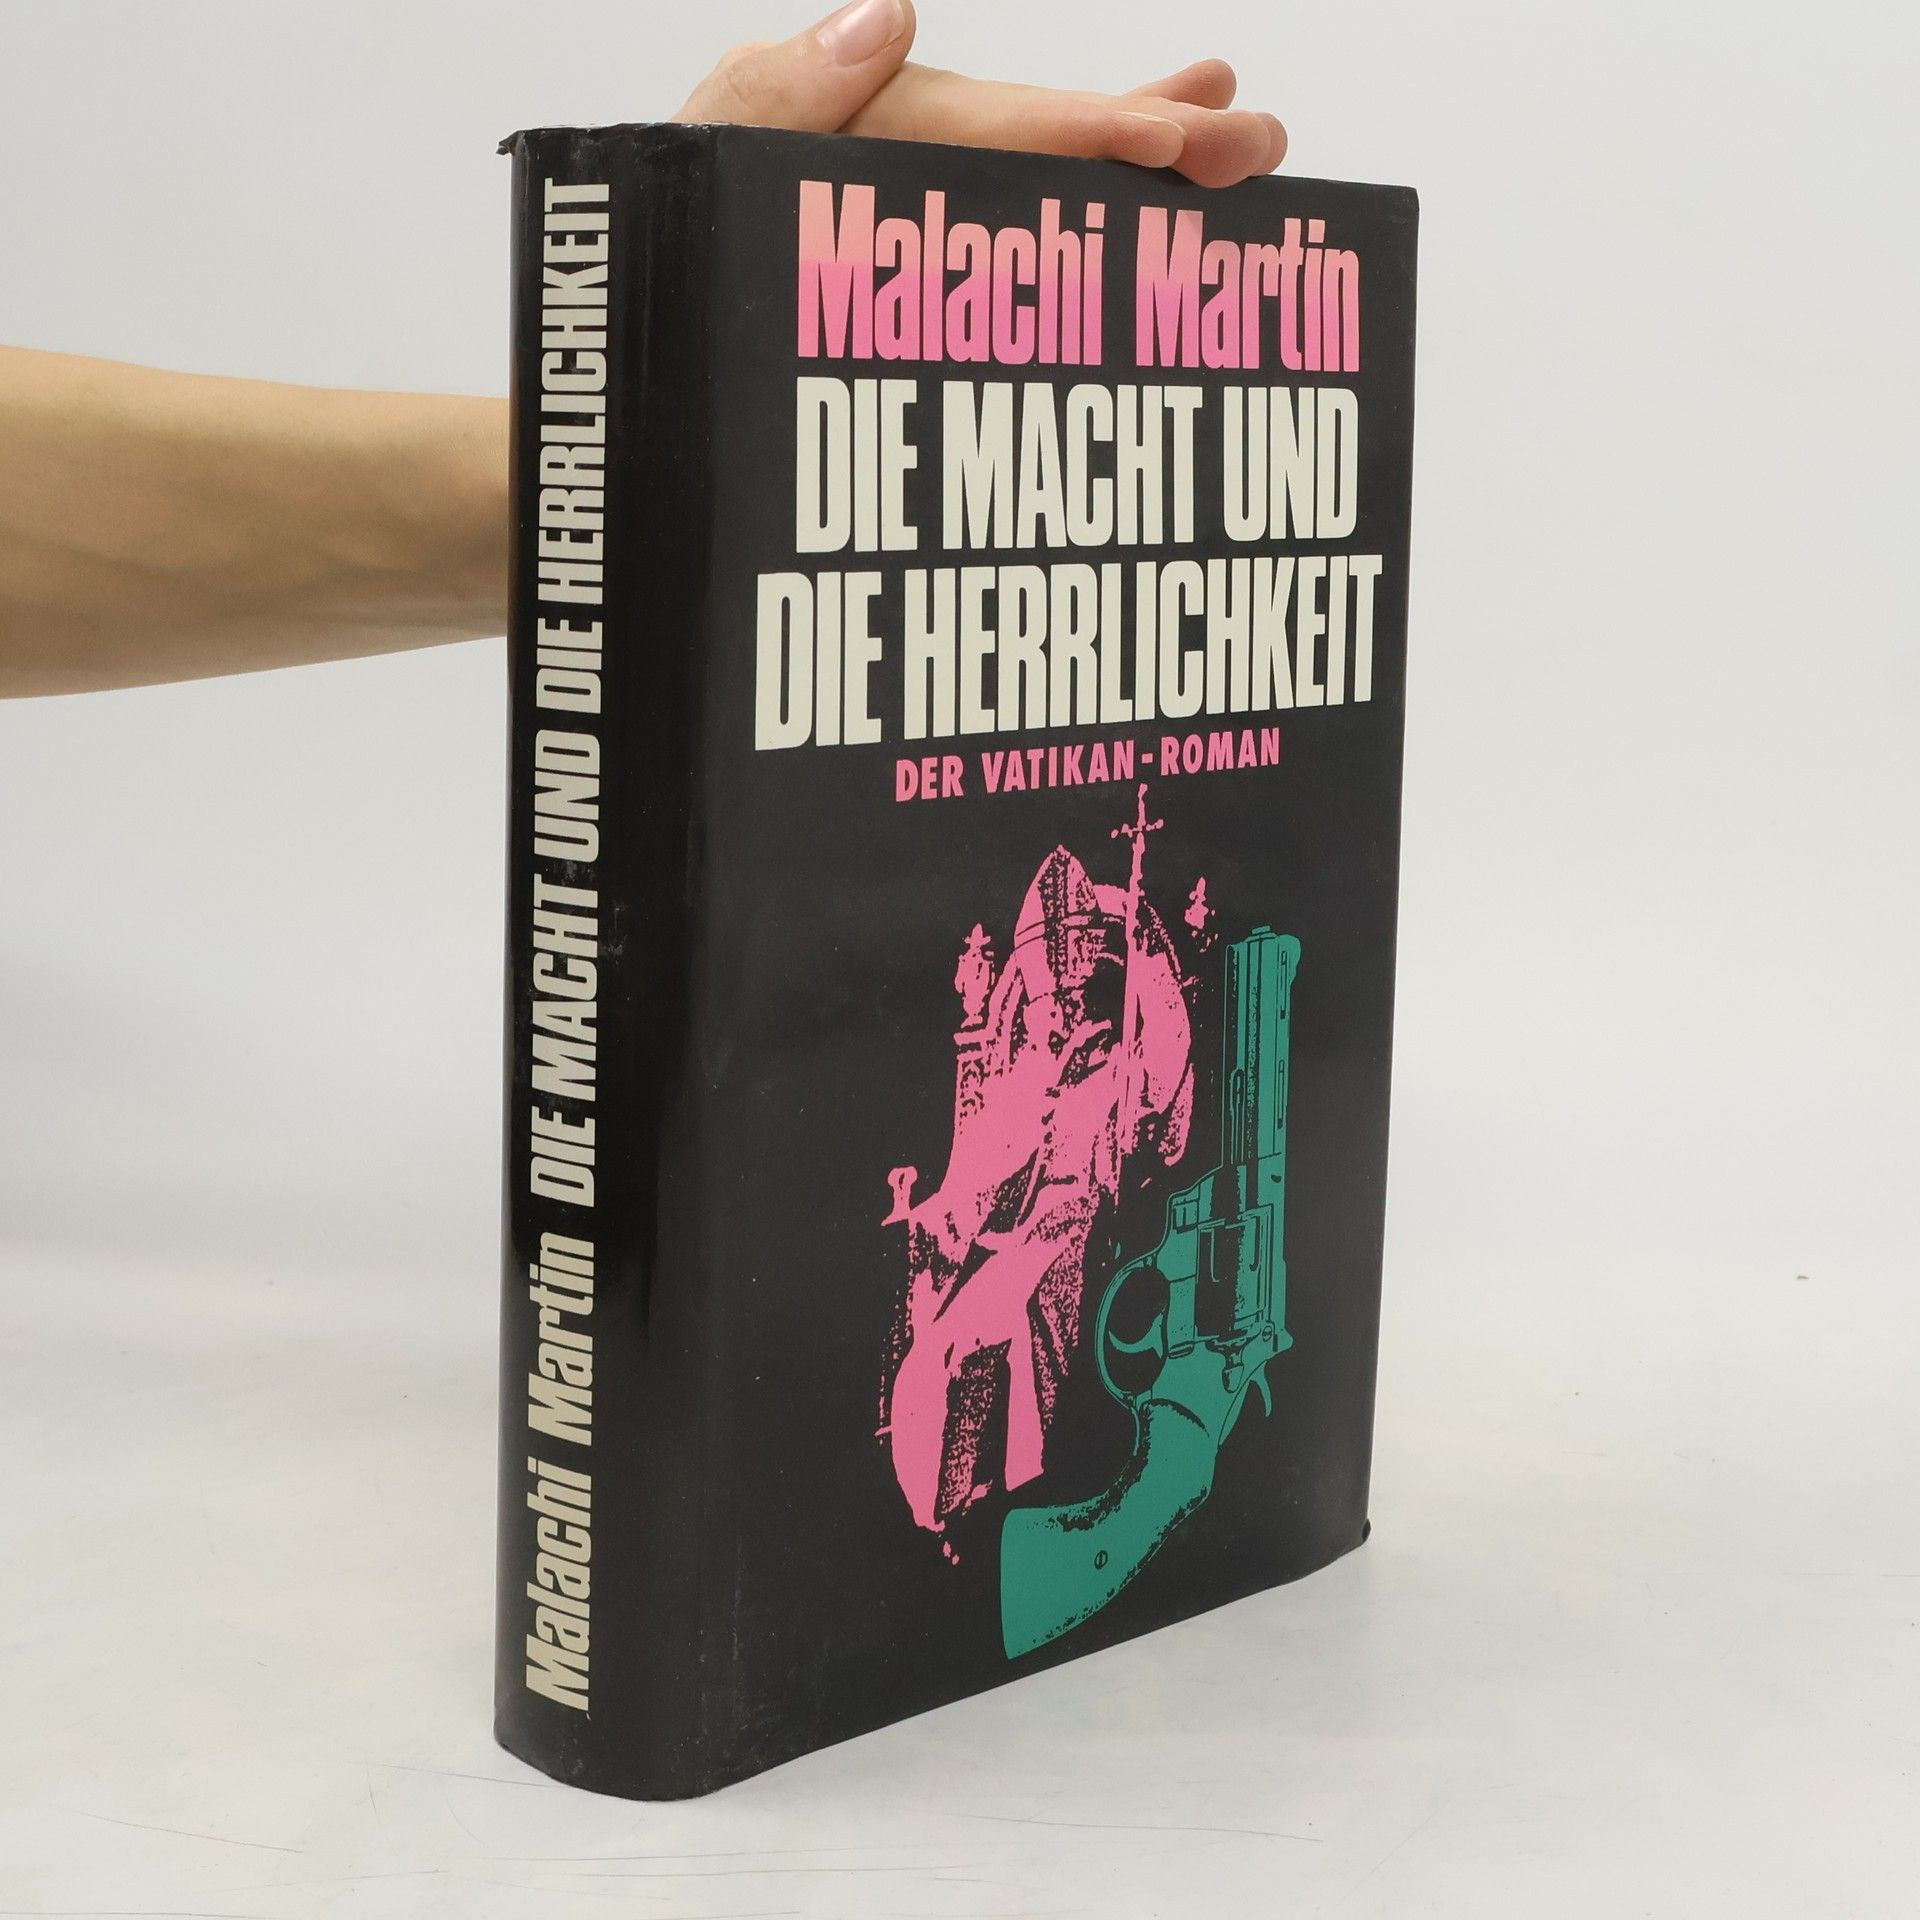 Malachi Martin DIE MACHT UND DIE HERRLICHKEIT
Malachi Martin
DIE MACHT UND
DIE HERRLICHKEIT
DER VATIKAN-ROMAN